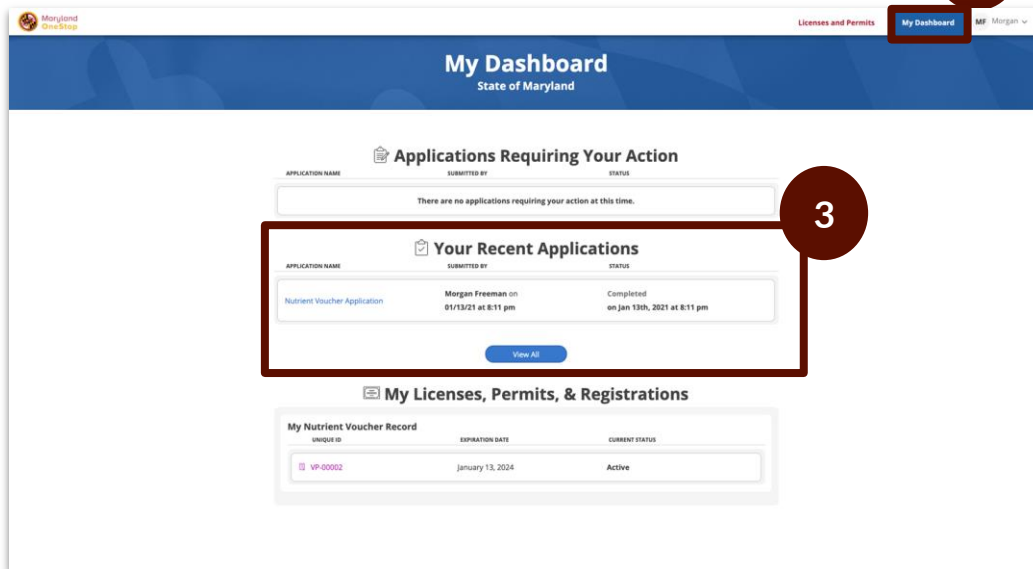 Maryland
OneStop
Licenses and Permits
My Dashboard
MF Morgan
My Dashboard
State of Maryland
Applications Requiring Your Action
APPLICATION NAME SUBMITTED BY STATUS
There are no applications requiring your action at this time.
3
Your Recent Applications
APPLICATION NAME SUBMITTED BY STATUS
Nutrient Voucher Application
Morgan Freeman on
01/13/21 at 8:11 pm
Completed
on Jan 13th, 2021 at 8:11 pm
View All
My Licenses, Permits, & Registrations
My Nutrient Voucher Record
UNIQUE ID EXPIRATION DATE CURRENT STATUS
VP-00002 January 13, 2024 Active